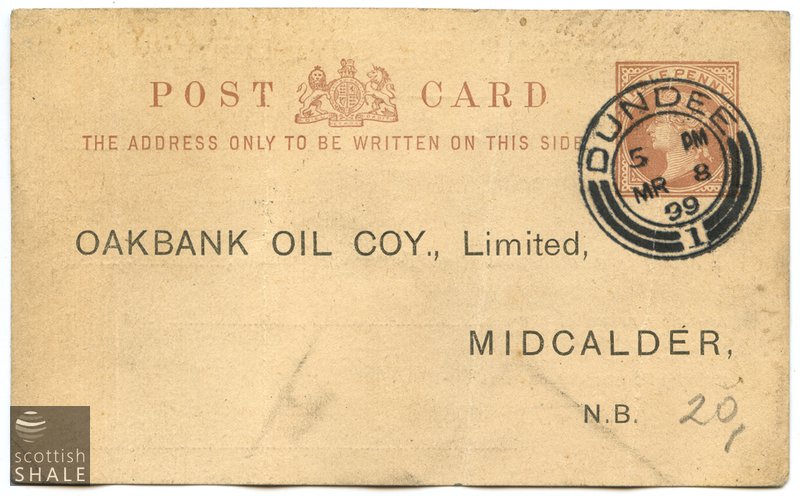 POST CARD
THE ADDRESS ONLY TO BE WRITTEN ON THIS SIDE
PENNY
DUNDEE
5 PM
MR 8
99
1
OAKBANK OIL COY., Limited,
MIDCALDER,
N.B.
20,
scottish
SHALE